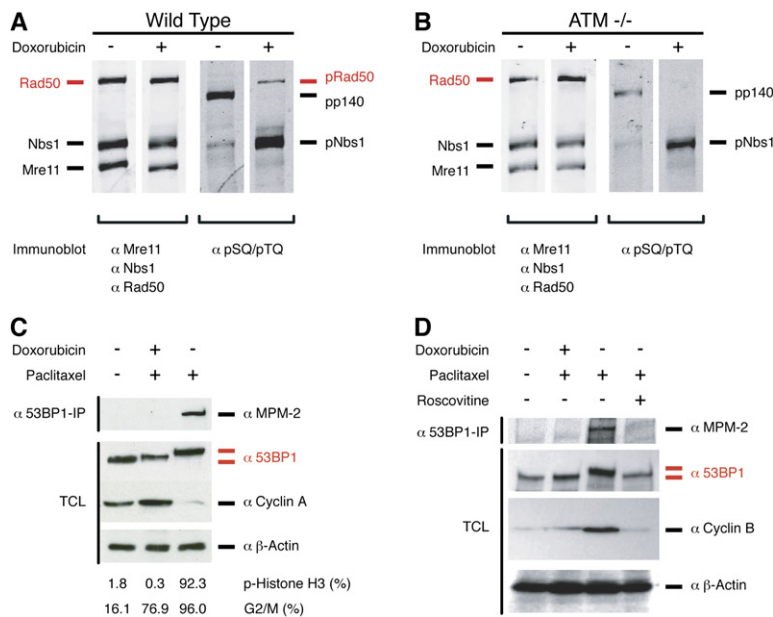 A
Wild Type
Doxorubicin - + - +
Rad50
pRad50
pp140
Nbs1
pNbs1
Mre11
Immunoblot
α Mre11
α Nbs1
α Rad50
α pSQ/pTQ
B
ATM -/-
Doxorubicin - + - +
Rad50
pp140
Nbs1
pNbs1
Mre11
Immunoblot
α Mre11
α Nbs1
α Rad50
α pSQ/pTQ
C
Doxorubicin - + -
Paclitaxel - + +
α 53BP1-IP
α MPM-2
α 53BP1
TCL
α Cyclin A
α β-Actin
1.8 0.3 92.3 p-Histone H3 (%)
16.1 76.9 96.0 G2/M (%)
D
Doxorubicin - + - -
Paclitaxel - + + +
Roscovitine - - - +
α 53BP1-IP
α MPM-2
α 53BP1
TCL
α Cyclin B
α β-Actin